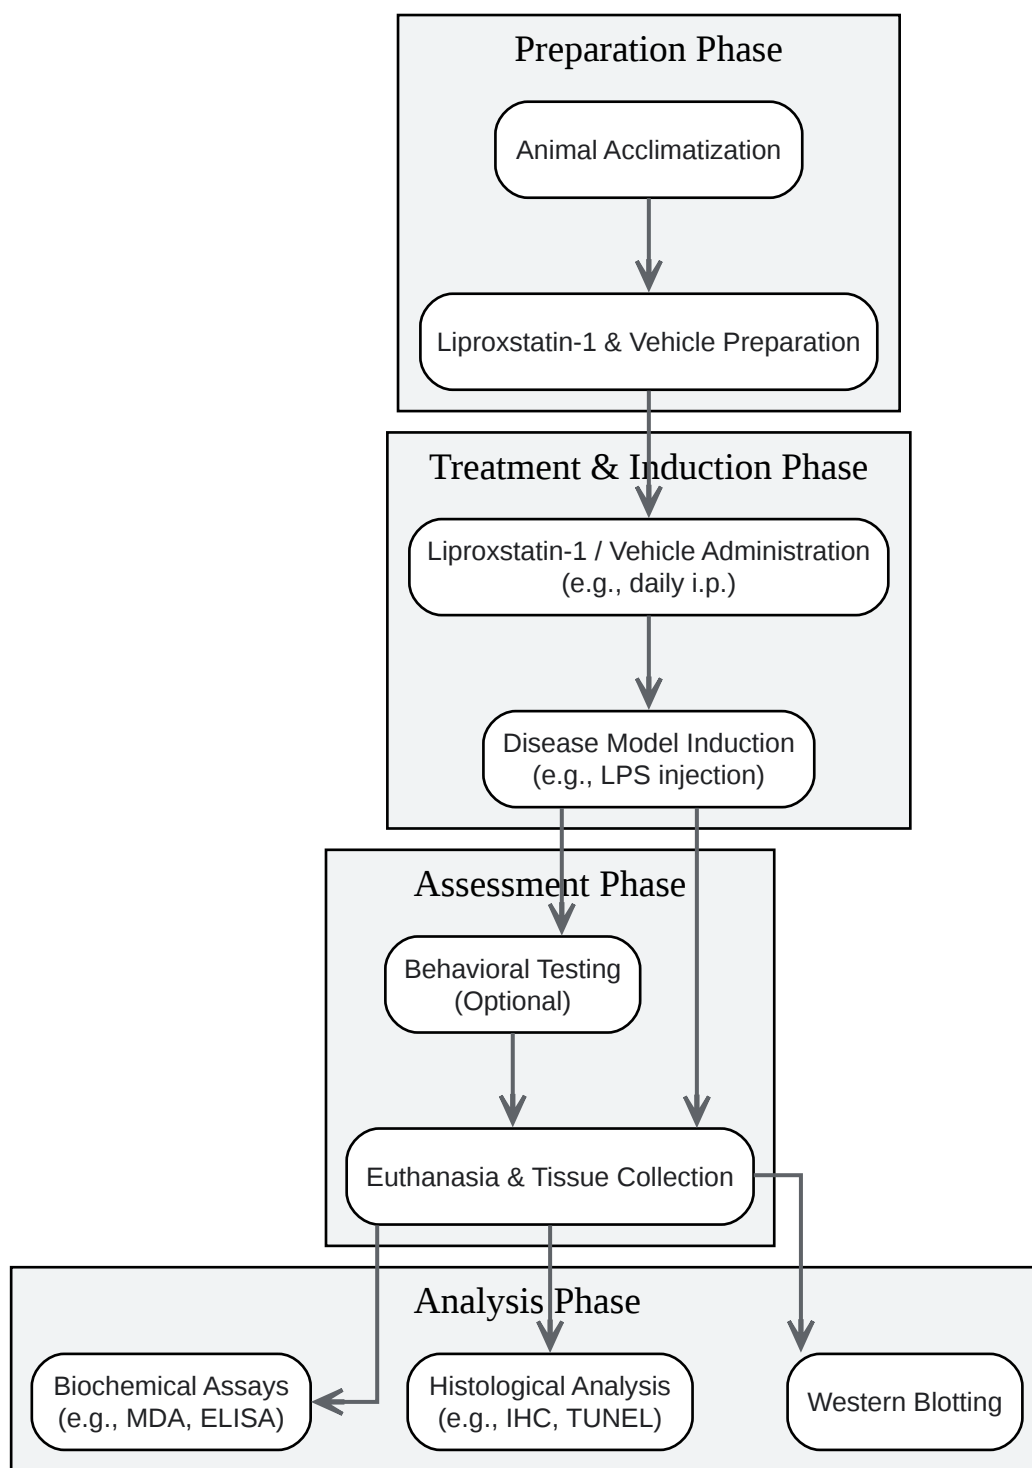 Preparation Phase
Animal Acclimatization
Liproxstatin-1 & Vehicle Preparation
Treatment & Induction Phase
Liproxstatin-1 / Vehicle Administration
(e.g., daily i.p.)
Disease Model Induction
(e.g., LPS injection)
Assessment Phase
Behavioral Testing
(Optional)
Euthanasia & Tissue Collection
Analysis Phase
Biochemical Assays
(e.g., MDA, ELISA)
Histological Analysis
(e.g., IHC, TUNEL)
Western Blotting